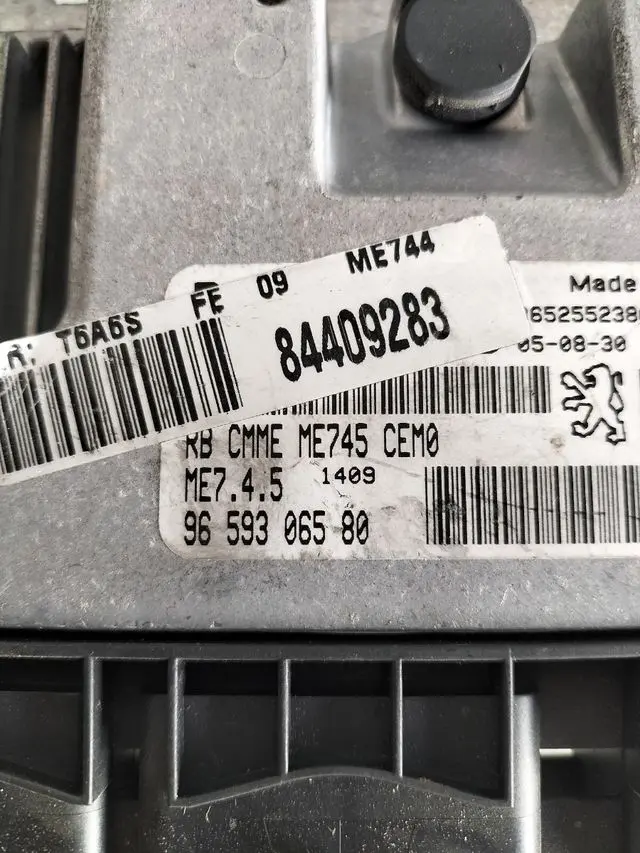 R: T6A6S FE 09 ME744
84409283
Made
05-08-30
RB CMME ME745 CEM0
ME7.4.5 1409
96 593 065 80